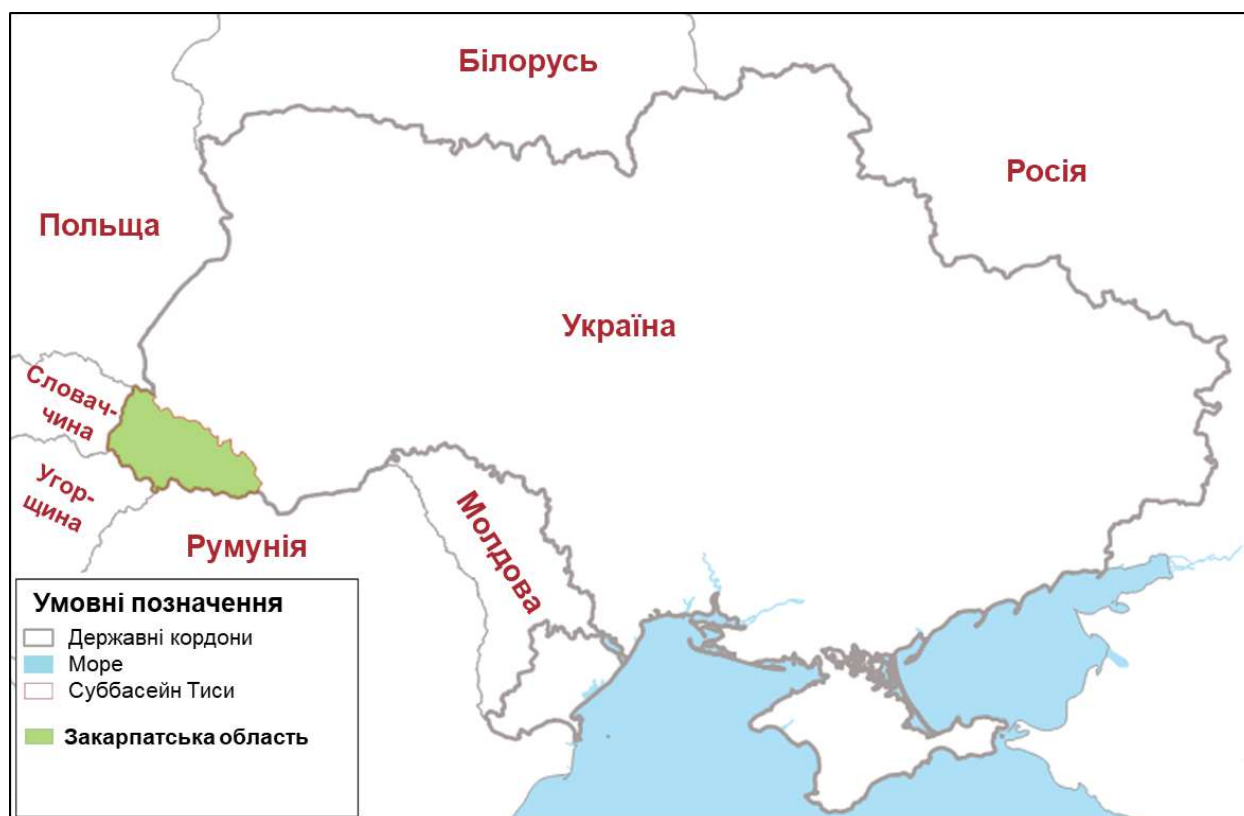 Білорусь
Росія
Польща
Україна
Словач-
чина
Угор-
щина
Румунія
Молдова
Умовні позначення
Державні кордони
Море
Суббасейн Тиси
Закарпатська область